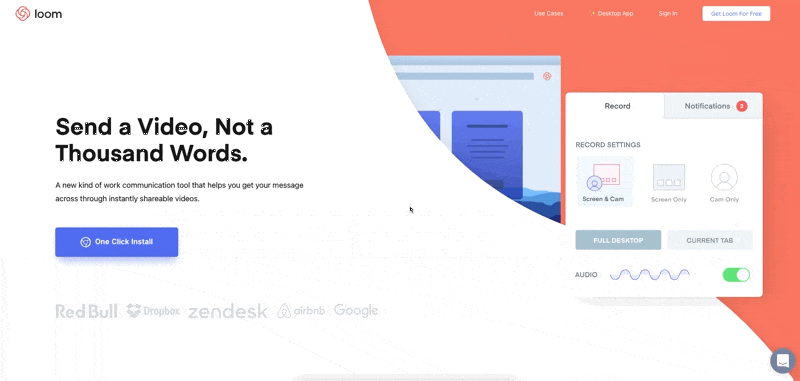 loom
Use Cases
✨ Desktop App
Sign In
Get Loom For Free
Send a Video, Not a
Thousand Words.
A new kind of work communication tool that helps you get your message
across through instantly shareable videos.
One Click Install
Red Bull
Dropbox
zendesk
airbnb
Google
Record
Notifications 3
RECORD SETTINGS
Screen & Cam
Screen Only
Cam Only
FULL DESKTOP
CURRENT TAB
AUDIO